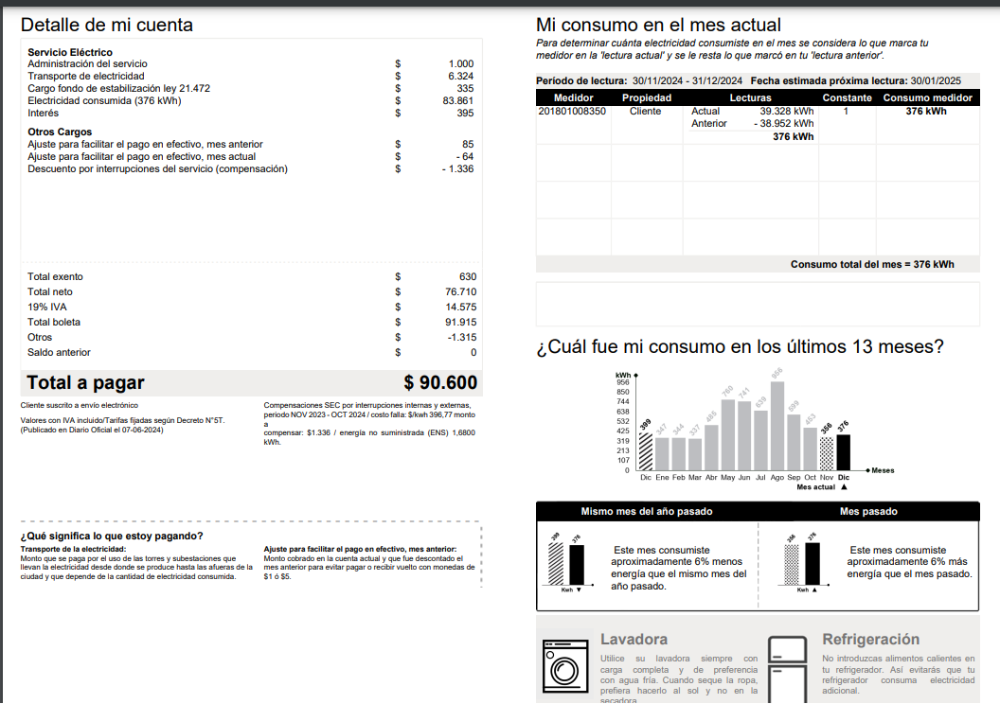 Detalle de mi cuenta
Servicio Eléctrico
Administración del servicio $ 1.000
Transporte de electricidad $ 6.324
Cargo fondo de estabilización ley 21.472 $ 335
Electricidad consumida (376 kWh) $ 83.861
Interés $ 395
Otros Cargos
Ajuste para facilitar el pago en efectivo, mes anterior $ 85
Ajuste para facilitar el pago en efectivo, mes actual $ - 64
Descuento por interrupciones del servicio (compensación) $ - 1.336
Total exento $ 630
Total neto $ 76.710
19% IVA $ 14.575
Total boleta $ 91.915
Otros $ -1.315
Saldo anterior $ 0
Total a pagar $ 90.600
Cliente suscrito a envío electrónico
Valores con IVA incluido/Tarifas fijadas según Decreto N°5T.
(Publicado en Diario Oficial el 07-06-2024)
Compensaciones SEC por interrupciones internas y externas,
periodo NOV 2023 - OCT 2024 / costo falla: $/kwh 396,77 monto
a
compensar: $1.336 / energía no suministrada (ENS) 1,6800
kWh.
¿Qué significa lo que estoy pagando?
Transporte de la electricidad:
Monto que se paga por el uso de las torres y subestaciones que
llevan la electricidad desde donde se produce hasta las afueras de la
ciudad y que depende de la cantidad de electricidad consumida.
Ajuste para facilitar el pago en efectivo, mes anterior:
Monto cobrado en la cuenta actual y que fue descontado el
mes anterior para evitar pagar o recibir vuelto con monedas de
$1 ó $5.
Mi consumo en el mes actual
Para determinar cuánta electricidad consumiste en el mes se considera lo que marca tu
medidor en la 'lectura actual' y se le resta lo que marcó en tu 'lectura anterior'.
Período de lectura: 30/11/2024 - 31/12/2024 Fecha estimada próxima lectura: 30/01/2025
Medidor Propiedad Lecturas Constante Consumo medidor
201801008350 Cliente Actual 39.328 kWh 1 376 kWh
Anterior - 38.952 kWh
376 kWh
Consumo total del mes = 376 kWh
¿Cuál fue mi consumo en los últimos 13 meses?
kWh
956
850
744
638
532
425
319
213
107
0
399 347 344 337 485 760 741 639 956 599 453 356 376
Dic Ene Feb Mar Abr May Jun Jul Ago Sep Oct Nov Dic
Meses
Mes actual ▲
Mismo mes del año pasado Mes pasado
399 376
Kwh ▼
Este mes consumiste
aproximadamente 6% menos
energía que el mismo mes del
año pasado.
356 376
Kwh ▲
Este mes consumiste
aproximadamente 6% más
energía que el mes pasado.
Lavadora
Utilice su lavadora siempre con
carga completa y de preferencia
con agua fría. Cuando seque la ropa,
prefiera hacerlo al sol y no en la
secadora.
Refrigeración
No introduzcas alimentos calientes en
tu refrigerador. Así evitarás que tu
refrigerador consuma electricidad
adicional.